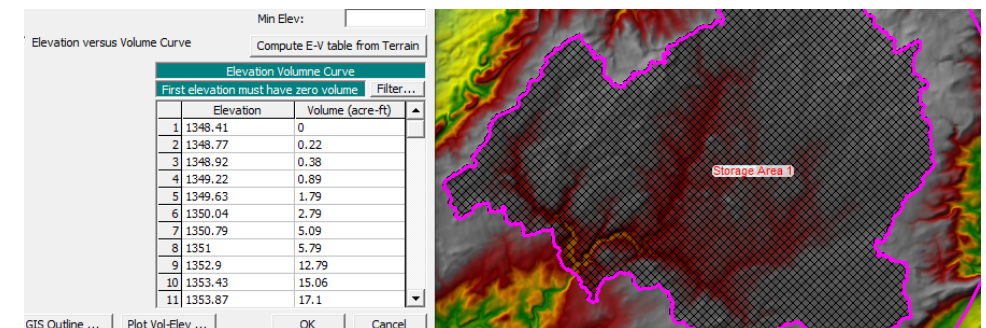 Min Elev:
Elevation versus Volume Curve
Compute E-V table from Terrain
Elevation Volumne Curve
First elevation must have zero volume Filter...
Elevation Volume (acre-ft)
1 1348.41 0
2 1348.77 0.22
3 1348.92 0.38
4 1349.22 0.89
5 1349.63 1.79
6 1350.04 2.79
7 1350.79 5.09
8 1351 5.79
9 1352.9 12.79
10 1353.43 15.06
11 1353.87 17.1
GIS Outline ... Plot Vol-Elev ... OK Cancel
Storage Area 1